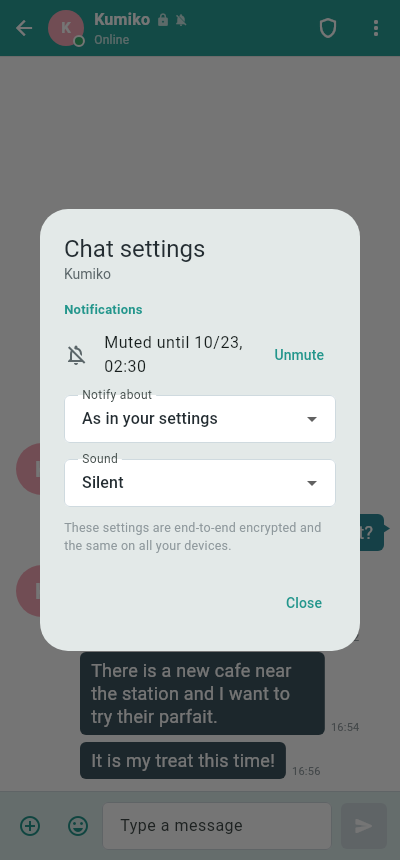 K
Kumiko
Online
Chat settings
Kumiko
Notifications
Muted until 10/23,
02:30
Unmute
Notify about
As in your settings
Sound
Silent
These settings are end-to-end encrypted and
the same on all your devices.
t?
Close
There is a new cafe near
the station and I want to
try their parfait.
16:54
It is my treat this time!
16:56
Type a message